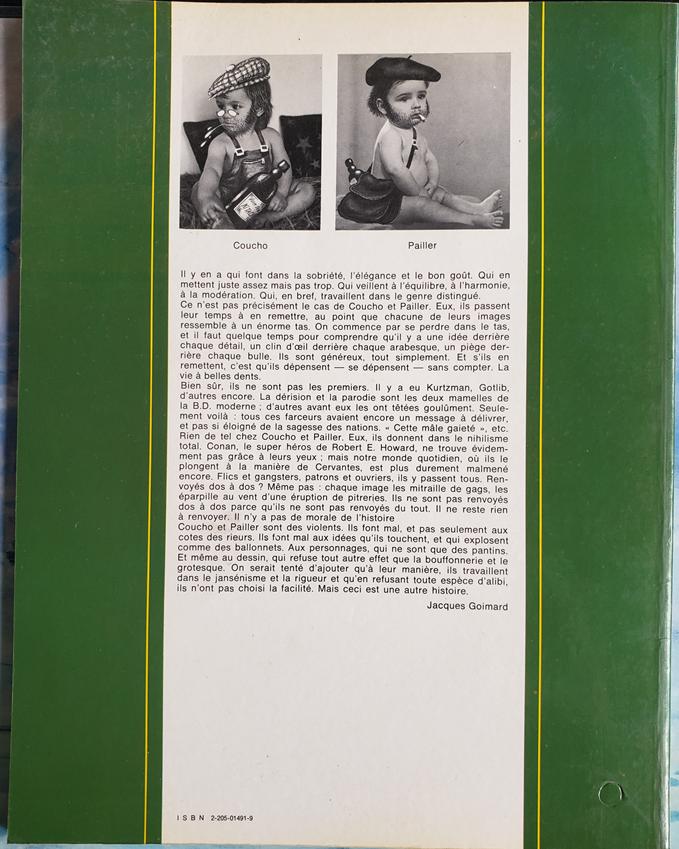 Coucho
Pailler
Il y en a qui font dans la sobriété, l'élégance et le bon goût. Qui en
mettent juste assez mais pas trop. Qui veillent à l'équilibre, à l'harmonie,
à la modération. Qui, en bref, travaillent dans le genre distingué.
Ce n'est pas précisément le cas de Coucho et Pailler. Eux, ils passent
leur temps à en remettre, au point que chacune de leurs images
ressemble à un énorme tas. On commence par se perdre dans le tas,
et il faut quelque temps pour comprendre qu'il y a une idée derrière
chaque détail, un clin d'œil derrière chaque arabesque, un piège der-
rière chaque bulle. Ils sont généreux, tout simplement. Et s'ils en
remettent, c'est qu'ils dépensent — se dépensent — sans compter. La
vie à belles dents.
Bien sûr, ils ne sont pas les premiers. Il y a eu Kurtzman, Gotlib,
d'autres encore. La dérision et la parodie sont les deux mamelles de
la B.D. moderne ; d'autres avant eux les ont têtées goulûment. Seule-
ment voilà : tous ces farceurs avaient encore un message à délivrer,
et pas si éloigné de la sagesse des nations. « Cette mâle gaieté », etc.
Rien de tel chez Coucho et Pailler. Eux, ils donnent dans le nihilisme
total. Conan, le super héros de Robert E. Howard, ne trouve évidem-
ment pas grâce à leurs yeux ; mais notre monde quotidien, où ils le
plongent à la manière de Cervantes, est plus durement malmené
encore. Flics et gangsters, patrons et ouvriers, ils y passent tous. Ren-
voyés dos à dos ? Même pas : chaque image les mitraille de gags, les
éparpille au vent d'une éruption de pitreries. Ils ne sont pas renvoyés
dos à dos parce qu'ils ne sont pas renvoyés du tout. Il ne reste rien
à renvoyer. Il n'y a pas de morale de l'histoire
Coucho et Pailler sont des violents. Ils font mal, et pas seulement aux
cotes des rieurs. Ils font mal aux idées qu'ils touchent, et qui explosent
comme des ballonnets. Aux personnages, qui ne sont que des pantins.
Et même au dessin, qui refuse tout autre effet que la bouffonnerie et le
grotesque. On serait tenté d'ajouter qu'à leur manière, ils travaillent
dans le jansénisme et la rigueur et qu'en refusant toute espèce d'alibi,
ils n'ont pas choisi la facilité. Mais ceci est une autre histoire.
Jacques Goimard
ISBN 2-205-01491-9